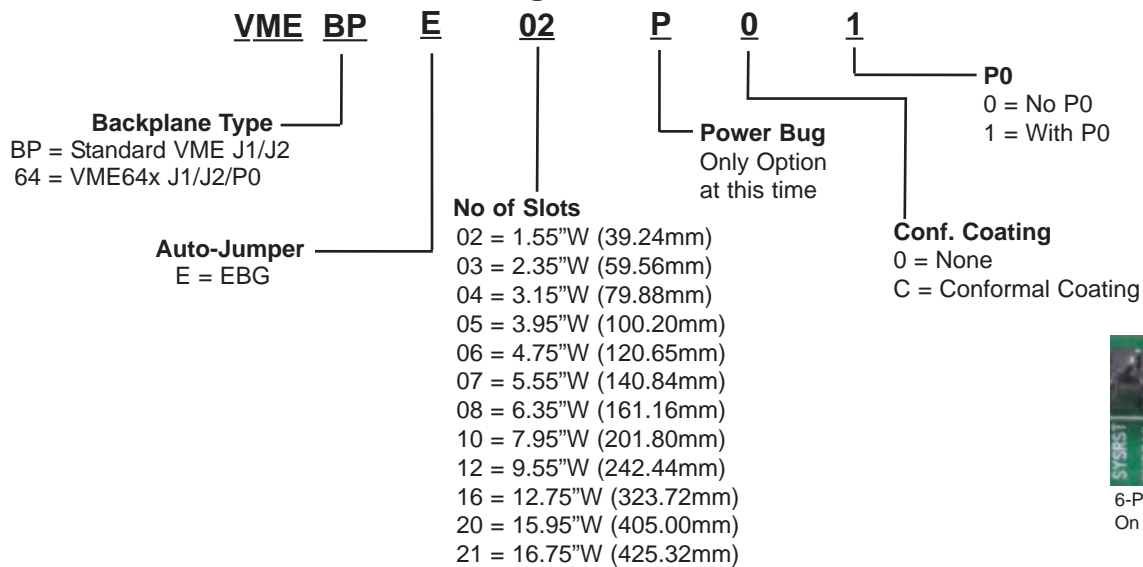 VME BP E 02 P 0 1
P0
0 = No P0
1 = With P0
Backplane Type
BP = Standard VME J1/J2
64 = VME64x J1/J2/P0
Power Bug
Only Option
at this time
Auto-Jumper
E = EBG
No of Slots
02 = 1.55”W (39.24mm)
03 = 2.35”W (59.56mm)
04 = 3.15”W (79.88mm)
05 = 3.95”W (100.20mm)
06 = 4.75”W (120.65mm)
07 = 5.55”W (140.84mm)
08 = 6.35”W (161.16mm)
10 = 7.95”W (201.80mm)
12 = 9.55”W (242.44mm)
16 = 12.75”W (323.72mm)
20 = 15.95”W (405.00mm)
21 = 16.75”W (425.32mm)
Conf. Coating
0 = None
C = Conformal Coating
SYSRST
6-P
On